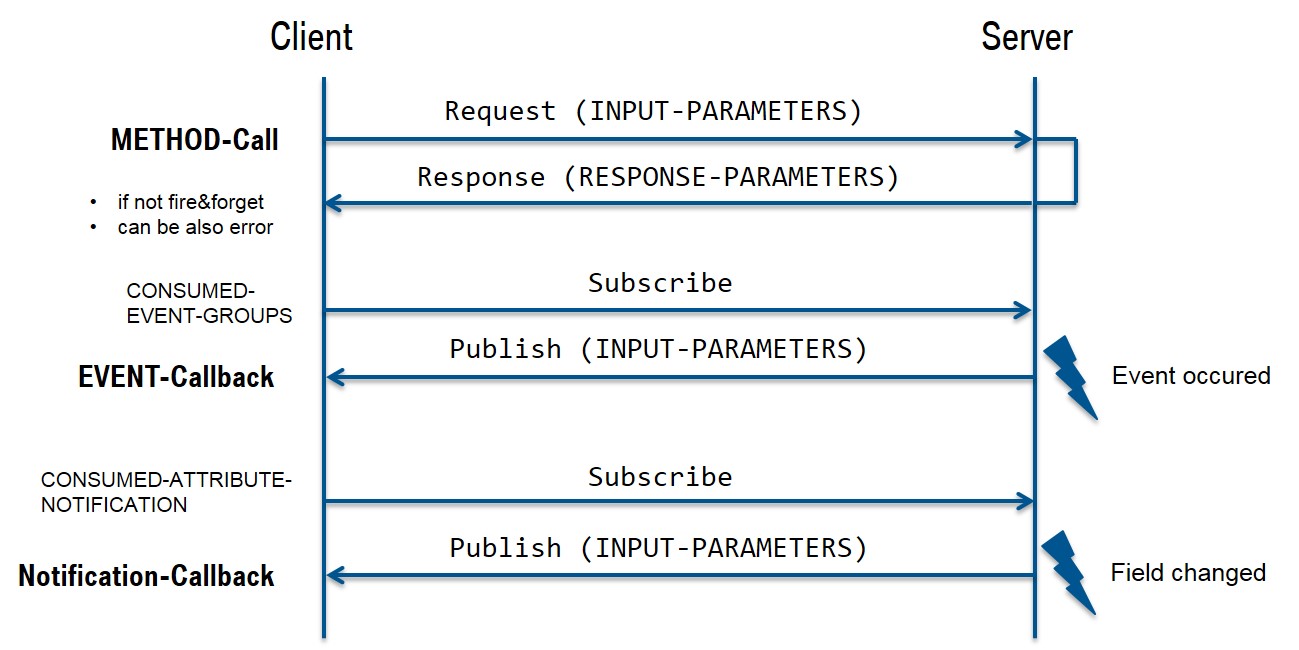 Client
Server
Request (INPUT-PARAMETERS)
METHOD-Call
Response (RESPONSE-PARAMETERS)
• if not fire&forget
• can be also error
Subscribe
CONSUMED-
EVENT-GROUPS
Publish (INPUT-PARAMETERS)
EVENT-Callback
Event occured
Subscribe
CONSUMED-ATTRIBUTE-
NOTIFICATION
Publish (INPUT-PARAMETERS)
Notification-Callback
Field changed